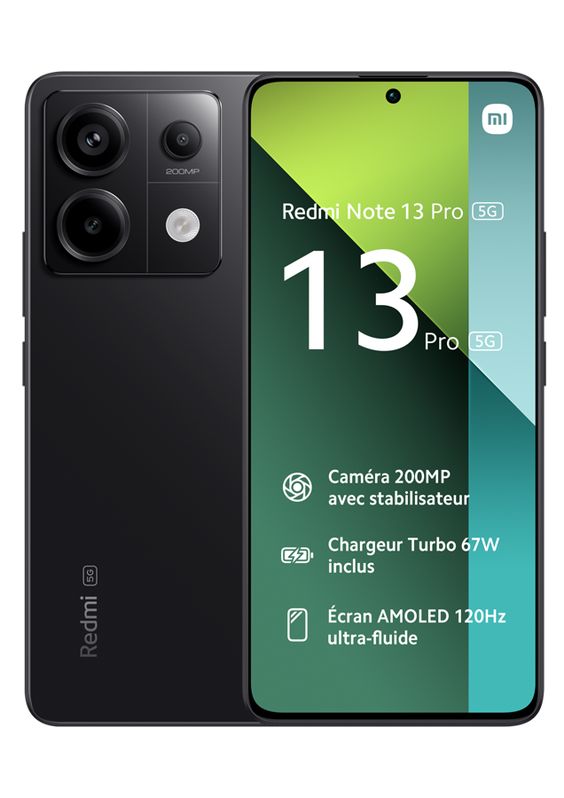 200MP
Redmi 5G
mi
Redmi Note 13 Pro 5G
13
Pro 5G
Caméra 200MP
avec stabilisateur
Chargeur Turbo 67W
inclus
Écran AMOLED 120Hz
ultra-fluide